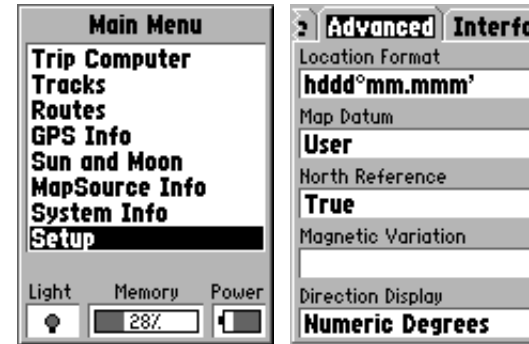 Main Menu
Trip Computer
Tracks
Routes
GPS Info
Sun and Moon
MapSource Info
System Info
Setup
Light Memory Power
28%
Advanced
Location Format
hddd°mm.mmm'
Map Datum
User
North Reference
True
Magnetic Variation
Direction Display
Numeric Degrees